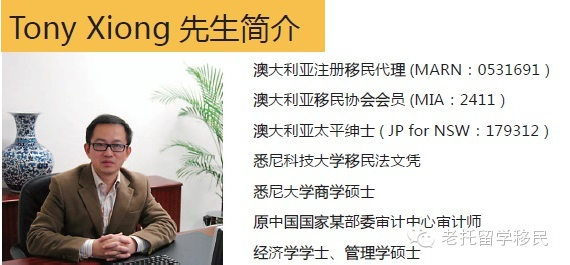 Tony Xiong 先生简介
澳大利亚注册移民代理 (MARN：0531691 )
澳大利亚移民协会会员 (MIA：2411 )
澳大利亚太平绅士 ( JP for NSW：179312 )
悉尼科技大学移民法文凭
悉尼大学商学硕士
原中国国家某部委审计中心审计师
经济学学士、管理学硕士
老托留学移民